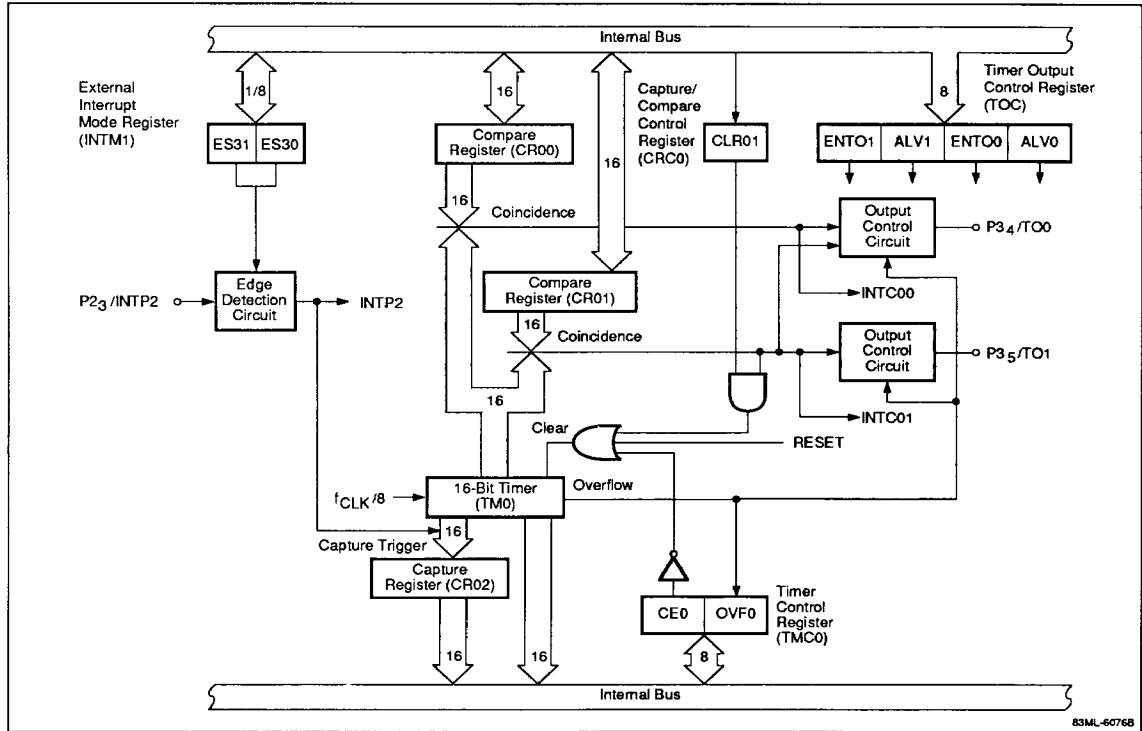 Internal Bus
External
Interrupt
Mode Register
(INTM1)
1/8
ES31 ES30
16
Compare
Register (CR00)
16
Capture/
Compare
Control
Register
(CRC0)
CLR01
8
Timer Output
Control Register
(TOC)
ENTO1 ALV1 ENTO0 ALV0
16
Coincidence
Output
Control
Circuit
P34/TO0
INTC00
P23/INTP2
Edge
Detection
Circuit
INTP2
Compare
Register (CR01)
16
Coincidence
Output
Control
Circuit
P35/TO1
INTC01
16
Clear
RESET
fCLK/8
16-Bit Timer
(TM0)
Overflow
16
Capture Trigger
Capture
Register (CR02)
CE0 OVF0
Timer
Control
Register
(TMC0)
16
16
8
Internal Bus
83ML-6076B